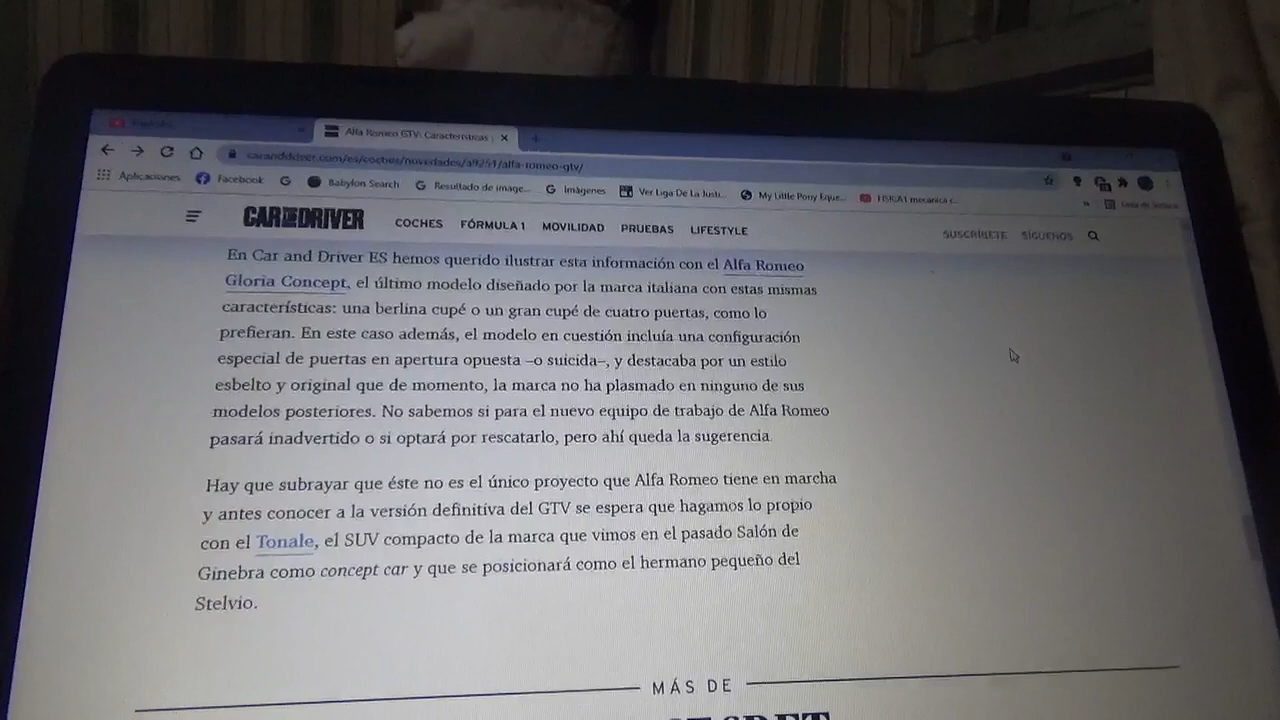 Alfa Romeo GTV: Características
caranddriver.com/es/coches/novedades/a9251/alfa-romeo-gtv/
Aplicaciones Facebook Babylon Search Resultado de image... Imágenes Ver Liga De La Justi... My Little Pony Eque...
CAR AND DRIVER COCHES FÓRMULA 1 MOVILIDAD PRUEBAS LIFESTYLE SUSCRÍBETE SÍGUENOS
En Car and Driver ES hemos querido ilustrar esta información con el Alfa Romeo
Gloria Concept, el último modelo diseñado por la marca italiana con estas mismas
características: una berlina cupé o un gran cupé de cuatro puertas, como lo
prefieran. En este caso además, el modelo en cuestión incluía una configuración
especial de puertas en apertura opuesta –o suicida–, y destacaba por un estilo
esbelto y original que de momento, la marca no ha plasmado en ninguno de sus
modelos posteriores. No sabemos si para el nuevo equipo de trabajo de Alfa Romeo
pasará inadvertido o si optará por rescatarlo, pero ahí queda la sugerencia.
Hay que subrayar que éste no es el único proyecto que Alfa Romeo tiene en marcha
y antes conocer a la versión definitiva del GTV se espera que hagamos lo propio
con el Tonale, el SUV compacto de la marca que vimos en el pasado Salón de
Ginebra como concept car y que se posicionará como el hermano pequeño del
Stelvio.
MÁS DE